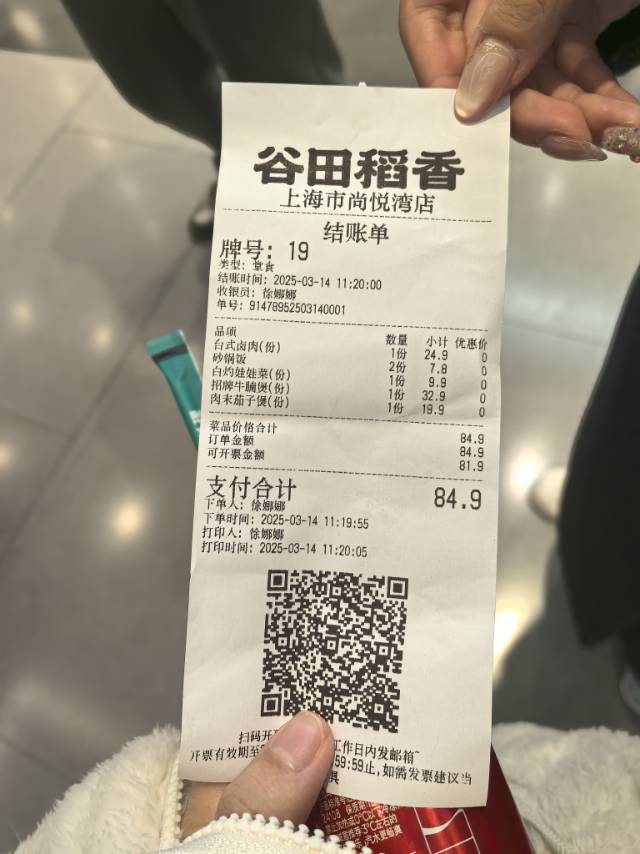 谷田稻香
上海市尚悦湾店
结账单
牌号: 19
类型: 堂食
结账时间: 2025-03-14 11:20:00
收银员: 徐娜娜
单号: 91478952503140001
品项 数量 小计 优惠价
台式卤肉(份) 1份 24.9 0
砂锅饭 2份 7.8 0
白灼娃娃菜(份) 1份 9.9 0
招牌牛腩煲(份) 1份 32.9 0
肉末茄子煲(份) 1份 19.9 0
菜品价格合计 84.9
订单金额 84.9
可开票金额 81.9
支付合计 84.9
下单人: 徐娜娜
下单时间: 2025-03-14 11:19:55
打印人: 徐娜娜
打印时间: 2025-03-14 11:20:05
扫码开 工作日内发邮箱~
开票有效期至 59:59止,如需发票建议当